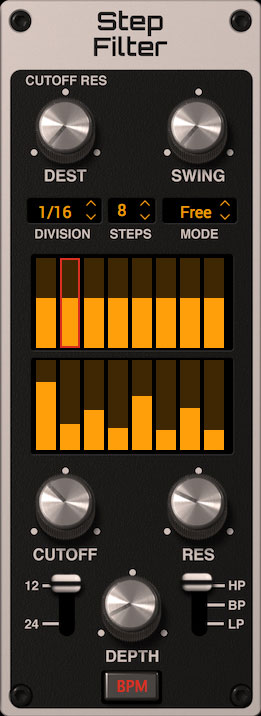 Step
Filter
CUTOFF RES
DEST SWING
1/16 8 Free
DIVISION STEPS MODE
CUTOFF RES
12 HP
BP
24 LP
DEPTH
BPM